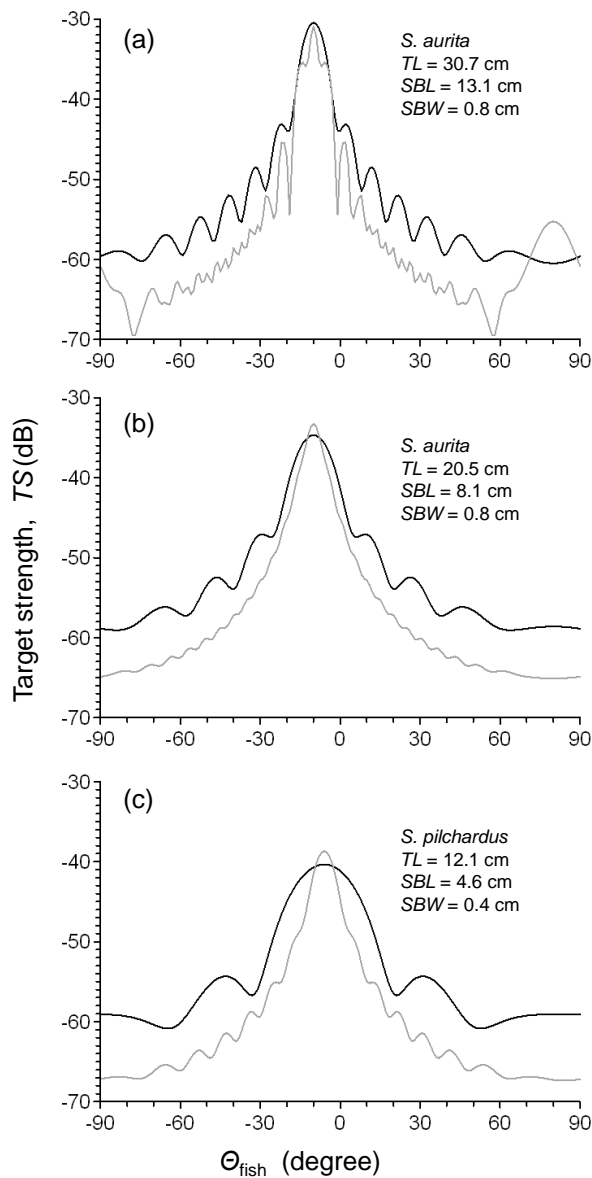 -30
-40
-50
-60
-70
(a)
S. aurita
TL = 30.7 cm
SBL = 13.1 cm
SBW = 0.8 cm
-90 -60 -30 0 30 60 90
-30
-40
-50
-60
-70
(b)
S. aurita
TL = 20.5 cm
SBL = 8.1 cm
SBW = 0.8 cm
-90 -60 -30 0 30 60 90
Target strength, TS (dB)
-30
-40
-50
-60
-70
(c)
S. pilchardus
TL = 12.1 cm
SBL = 4.6 cm
SBW = 0.4 cm
-90 -60 -30 0 30 60 90
Θfish (degree)